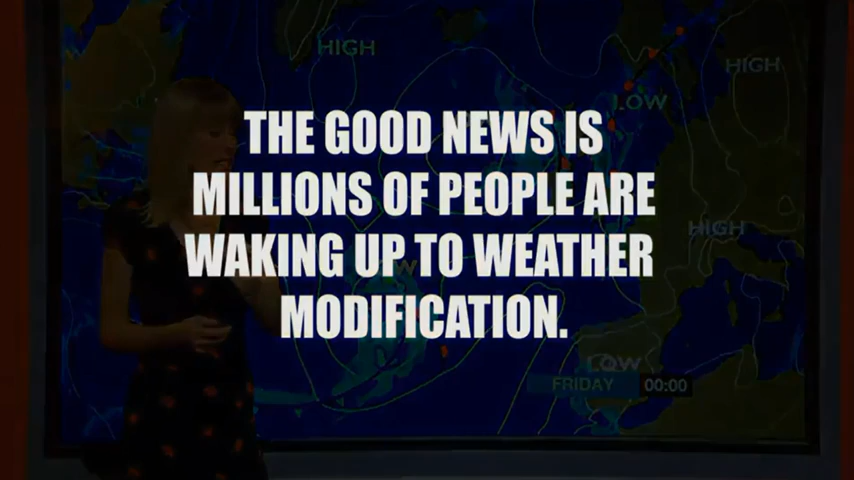 HIGH
HIGH
LOW
THE GOOD NEWS IS
MILLIONS OF PEOPLE ARE
WAKING UP TO WEATHER
MODIFICATION.
HIGH
LOW
FRIDAY 00:00